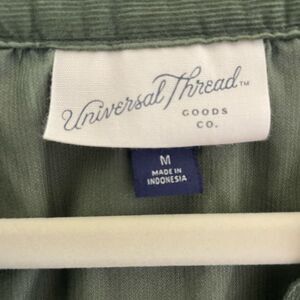 Universal Thread™
GOODS
CO.
M
MADE IN
INDONESIA